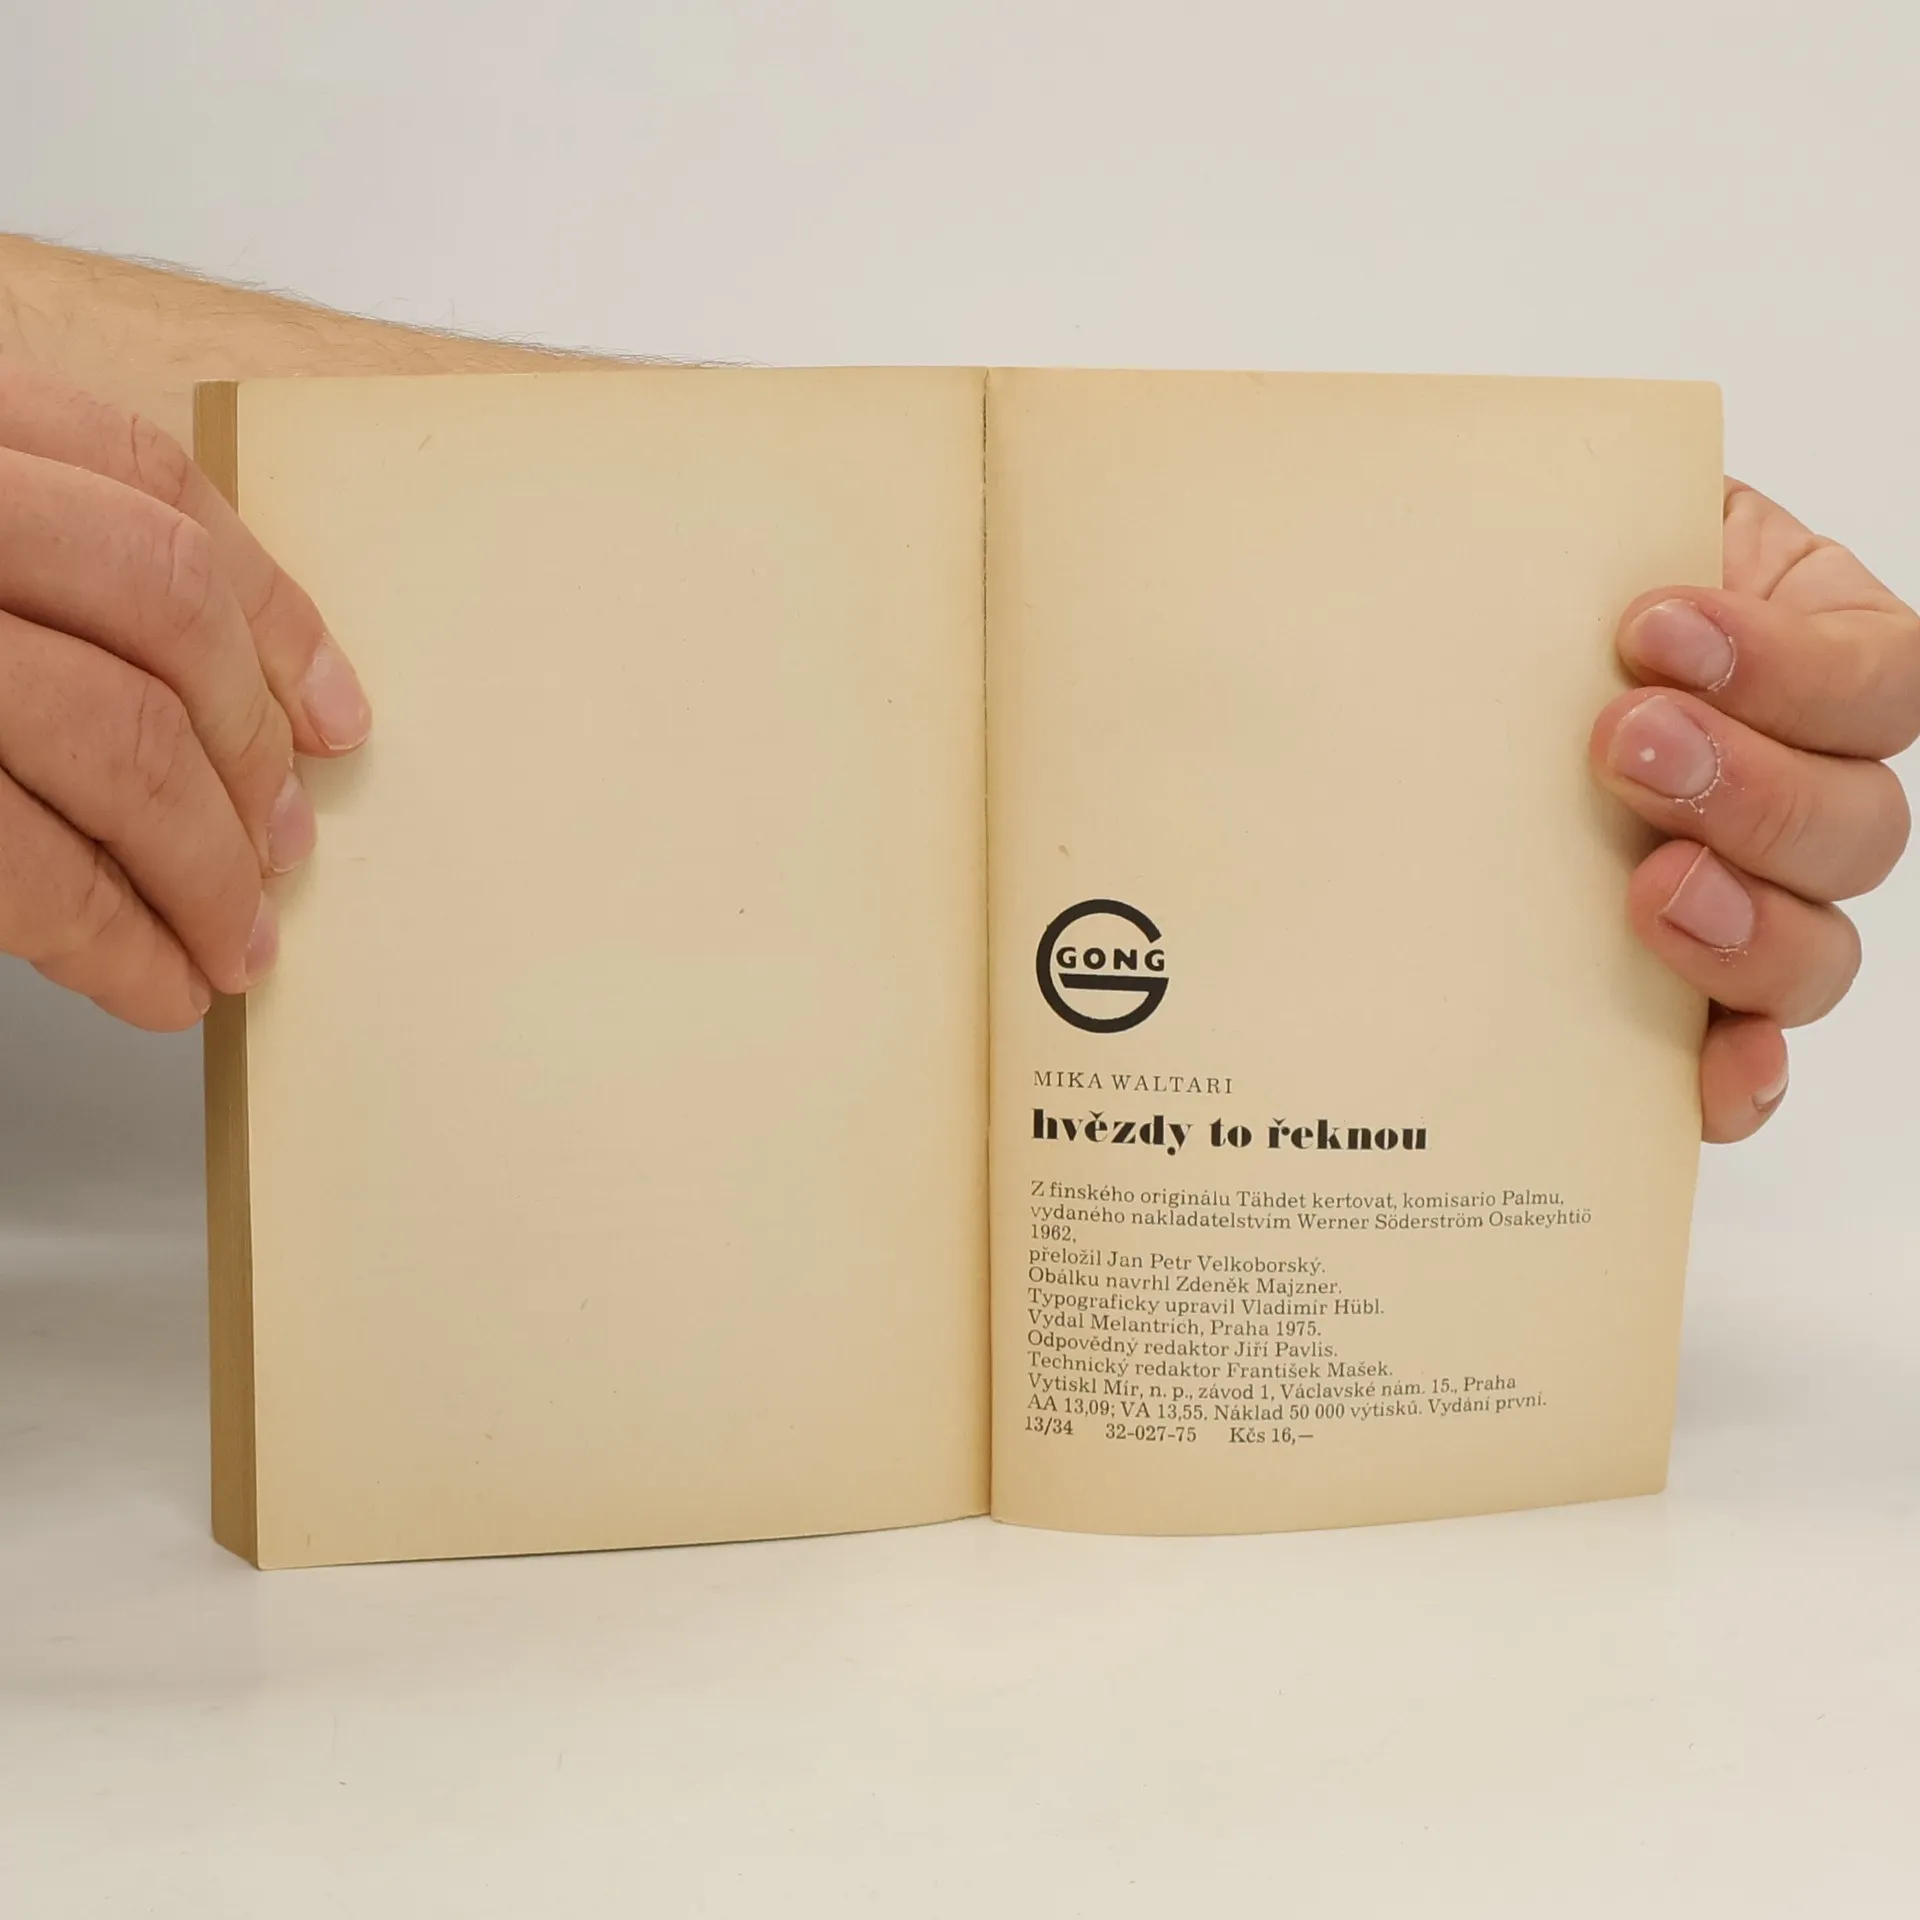 GONG
MIKA WALTARI
hvězdy to řeknou
Z finského originálu Tähdet kertovat, komisario Palmu,
vydaného nakladatelstvím Werner Söderström Osakeyhtiö
1962,
přeložil Jan Petr Velkoborský.
Obálku navrhl Zdeněk Majzner.
Typograficky upravil Vladimír Hübl.
Vydal Melantrich, Praha 1975.
Odpovědný redaktor Jiří Pavlis.
Technický redaktor František Mašek.
Vytiskl Mír, n. p., závod 1, Václavské nám. 15., Praha
AA 13,09; VA 13,55. Náklad 50 000 výtisků. Vydání první.
13/34 32-027-75 Kčs 16,—